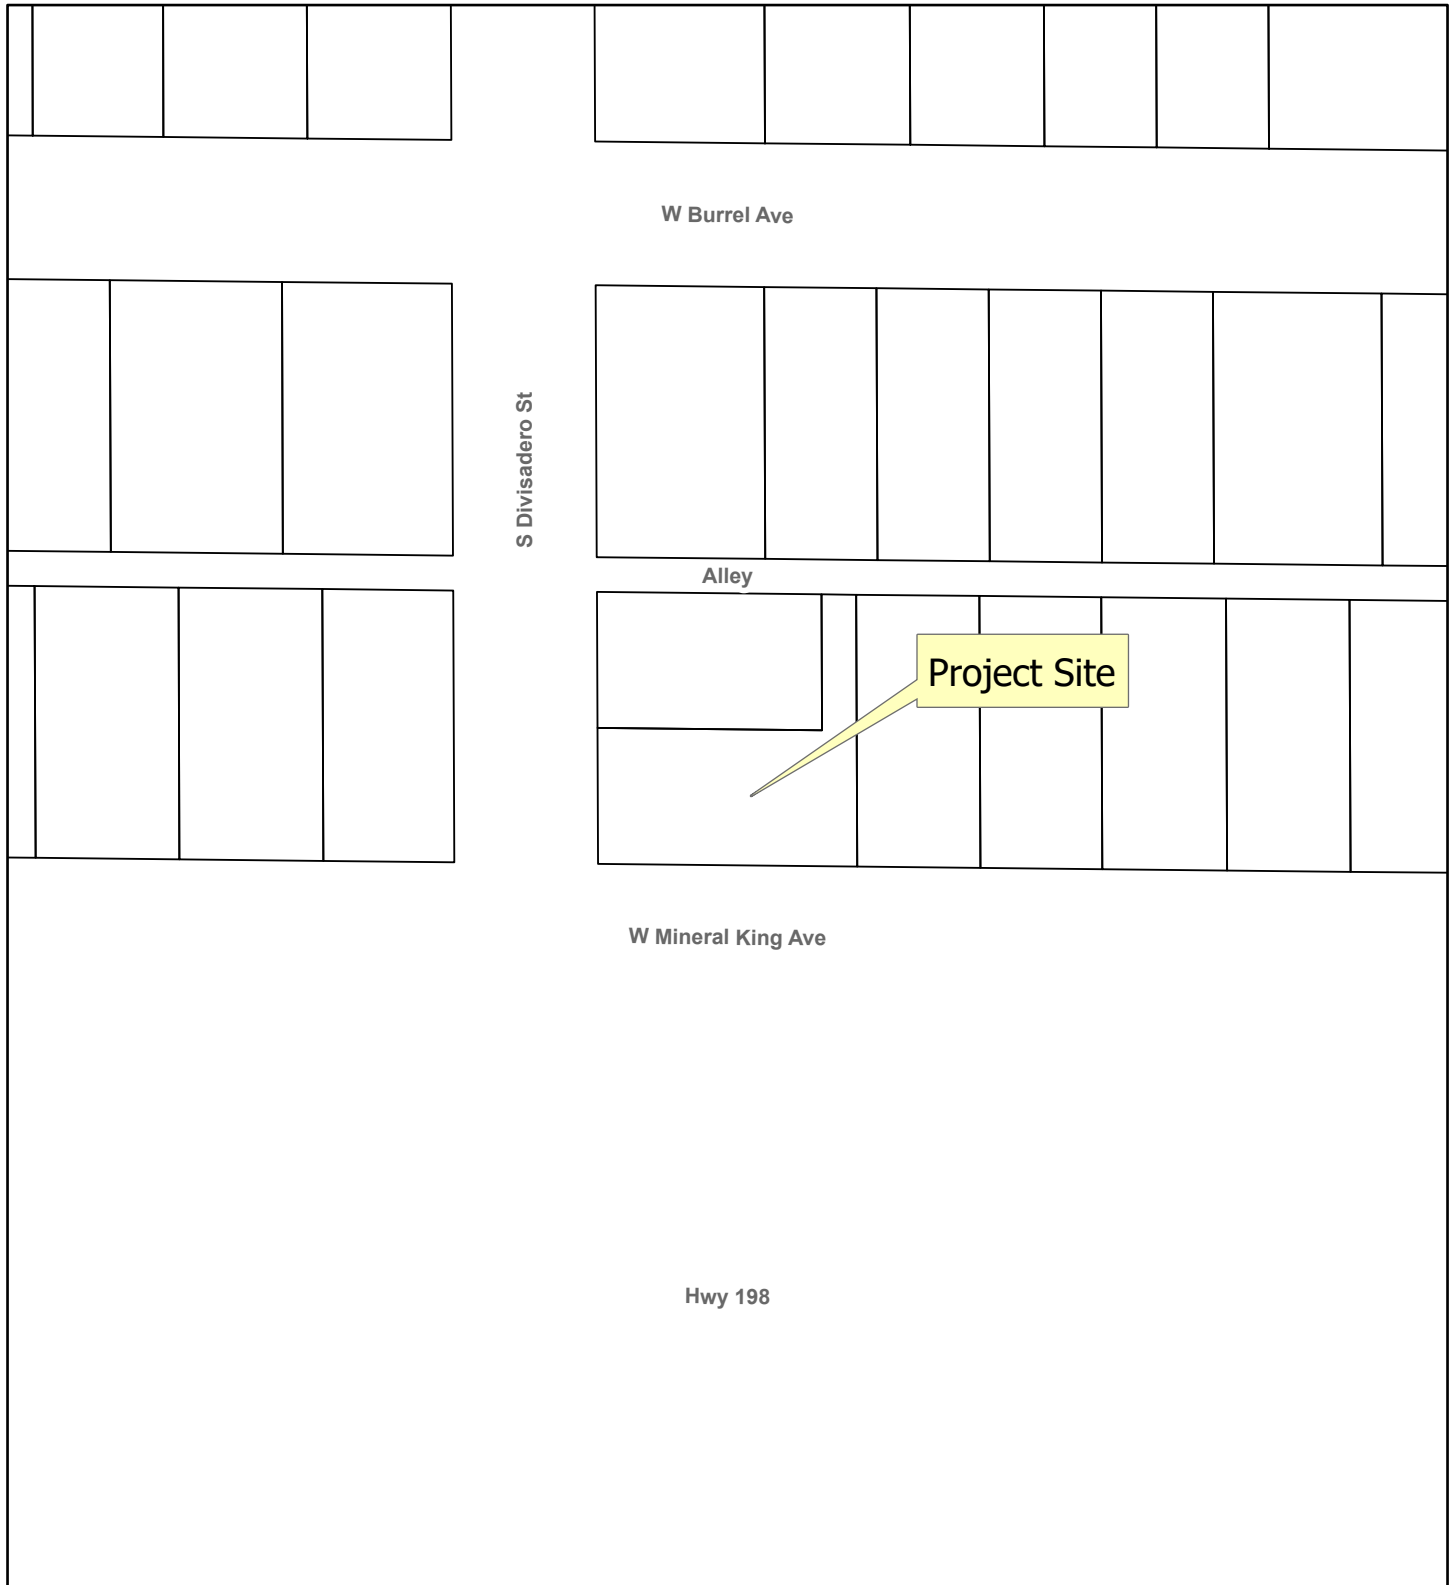 W Burrel Ave
S Divisadero St
Alley
Project Site
W Mineral King Ave
Hwy 198